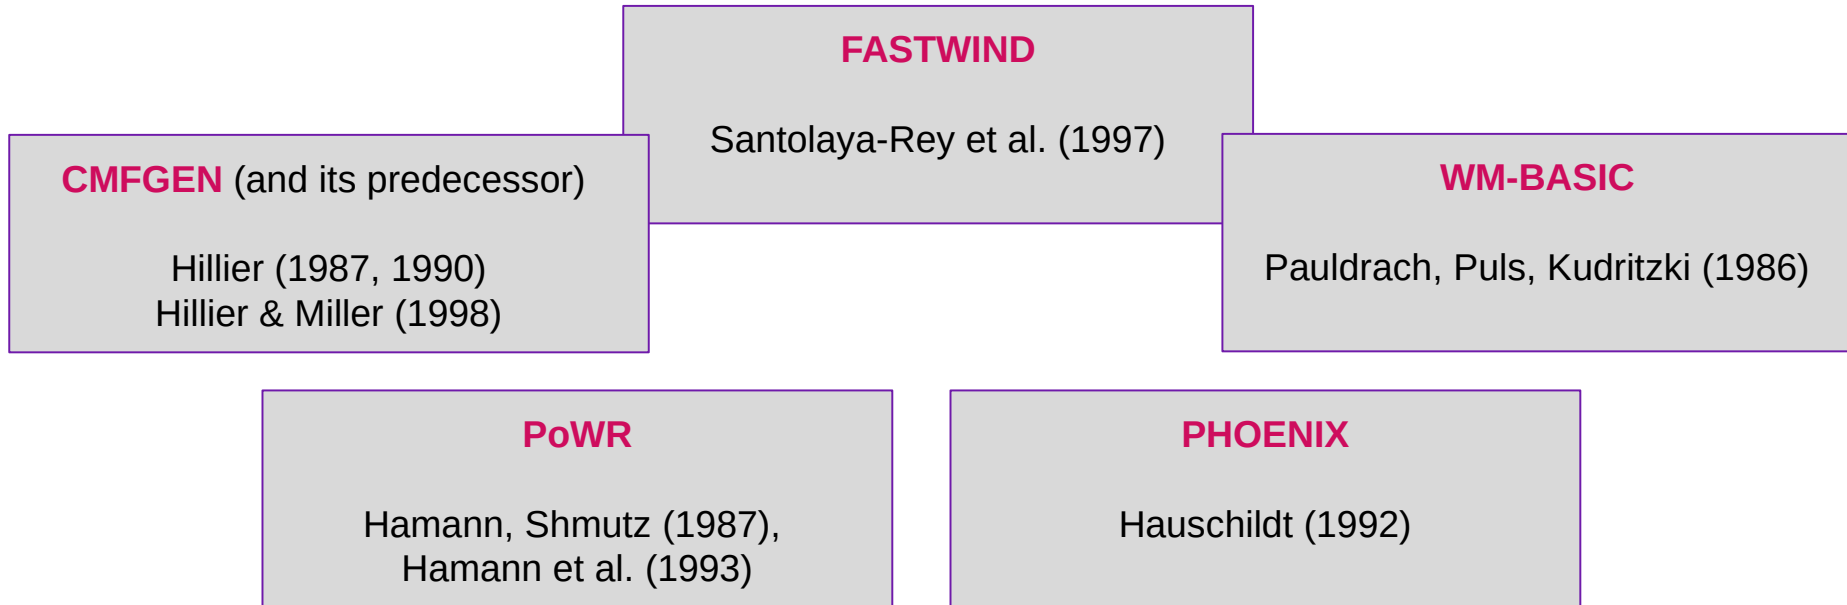 FASTWIND
Santolaya-Rey et al. (1997)
CMFGEN (and its predecessor)
Hillier (1987, 1990)
Hillier & Miller (1998)
WM-BASIC
Pauldrach, Puls, Kudritzki (1986)
PoWR
Hamann, Shmutz (1987),
Hamann et al. (1993)
PHOENIX
Hauschildt (1992)